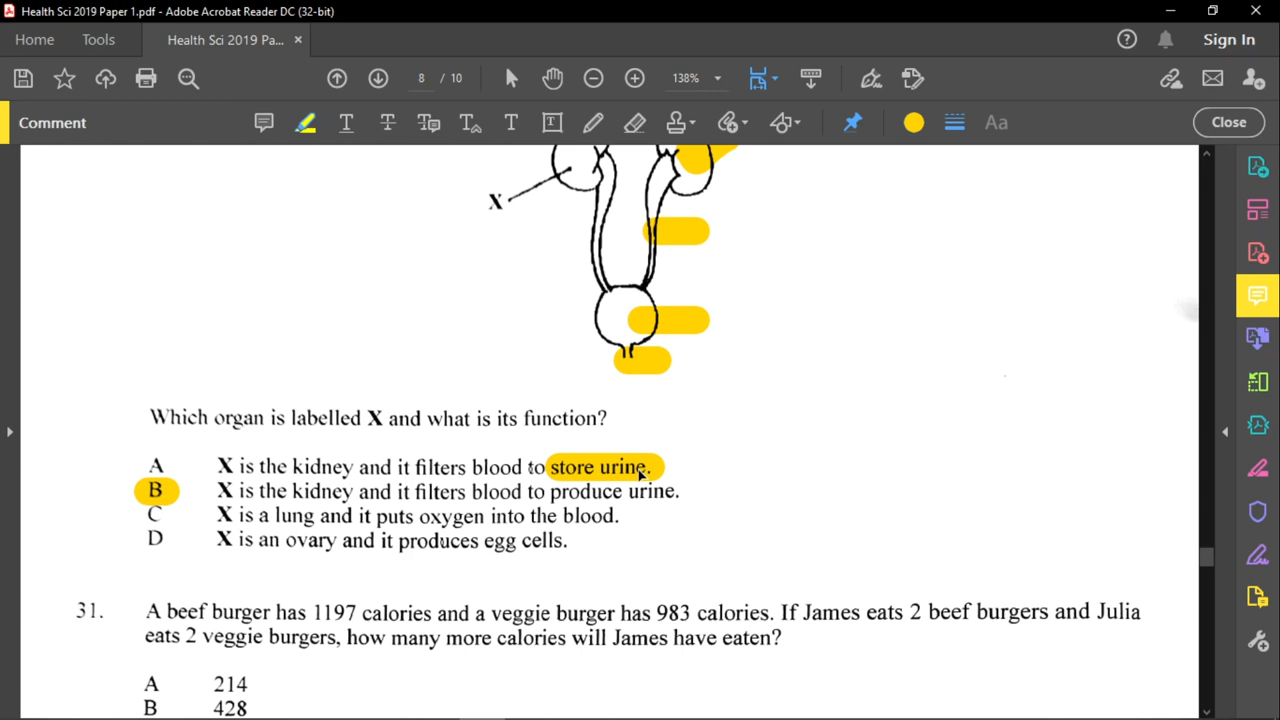 Health Sci 2019 Paper 1.pdf - Adobe Acrobat Reader DC (32-bit)
Home Tools Health Sci 2019 Pa... × Sign In
8 / 10 138%
Comment Aa Close
X
Which organ is labelled X and what is its function?
A X is the kidney and it filters blood to store urine.
B X is the kidney and it filters blood to produce urine.
C X is a lung and it puts oxygen into the blood.
D X is an ovary and it produces egg cells.
31. A beef burger has 1197 calories and a veggie burger has 983 calories. If James eats 2 beef burgers and Julia
eats 2 veggie burgers, how many more calories will James have eaten?
A 214
B 428